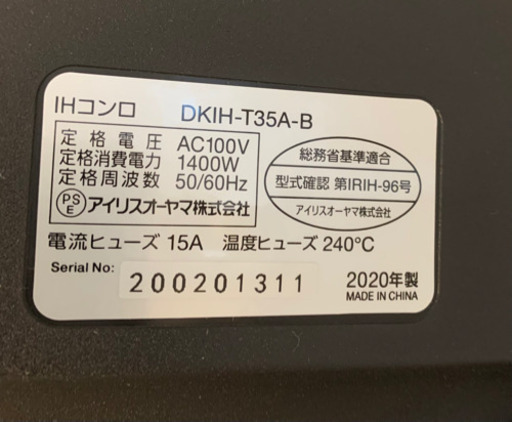 IHコンロ DKIH-T35A-B
定格電圧 AC100V
定格消費電力 1400W
定格周波数 50/60Hz
PSE アイリスオーヤマ株式会社
総務省基準適合
型式確認 第IRIH-96号
アイリスオーヤマ株式会社
電流ヒューズ 15A 温度ヒューズ 240℃
Serial No: 200201311
2020年製
MADE IN CHINA